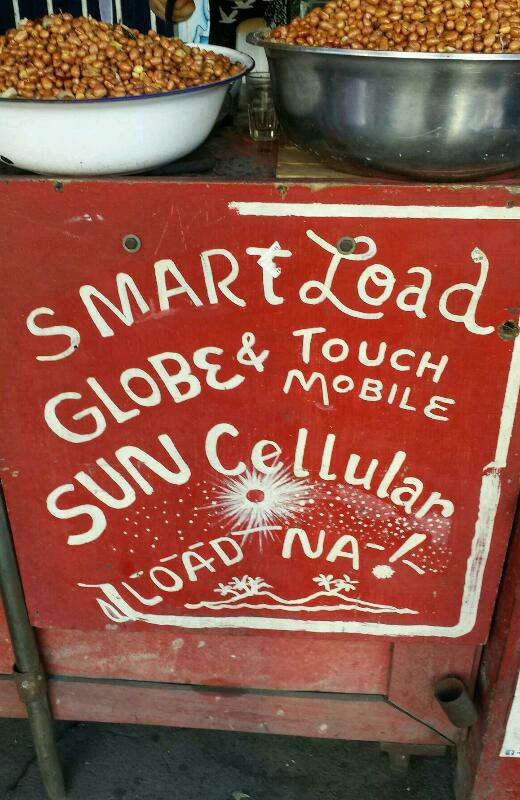 SMART Load
GLOBE & TOUCH MOBILE
SUN Cellular
LOAD NA!